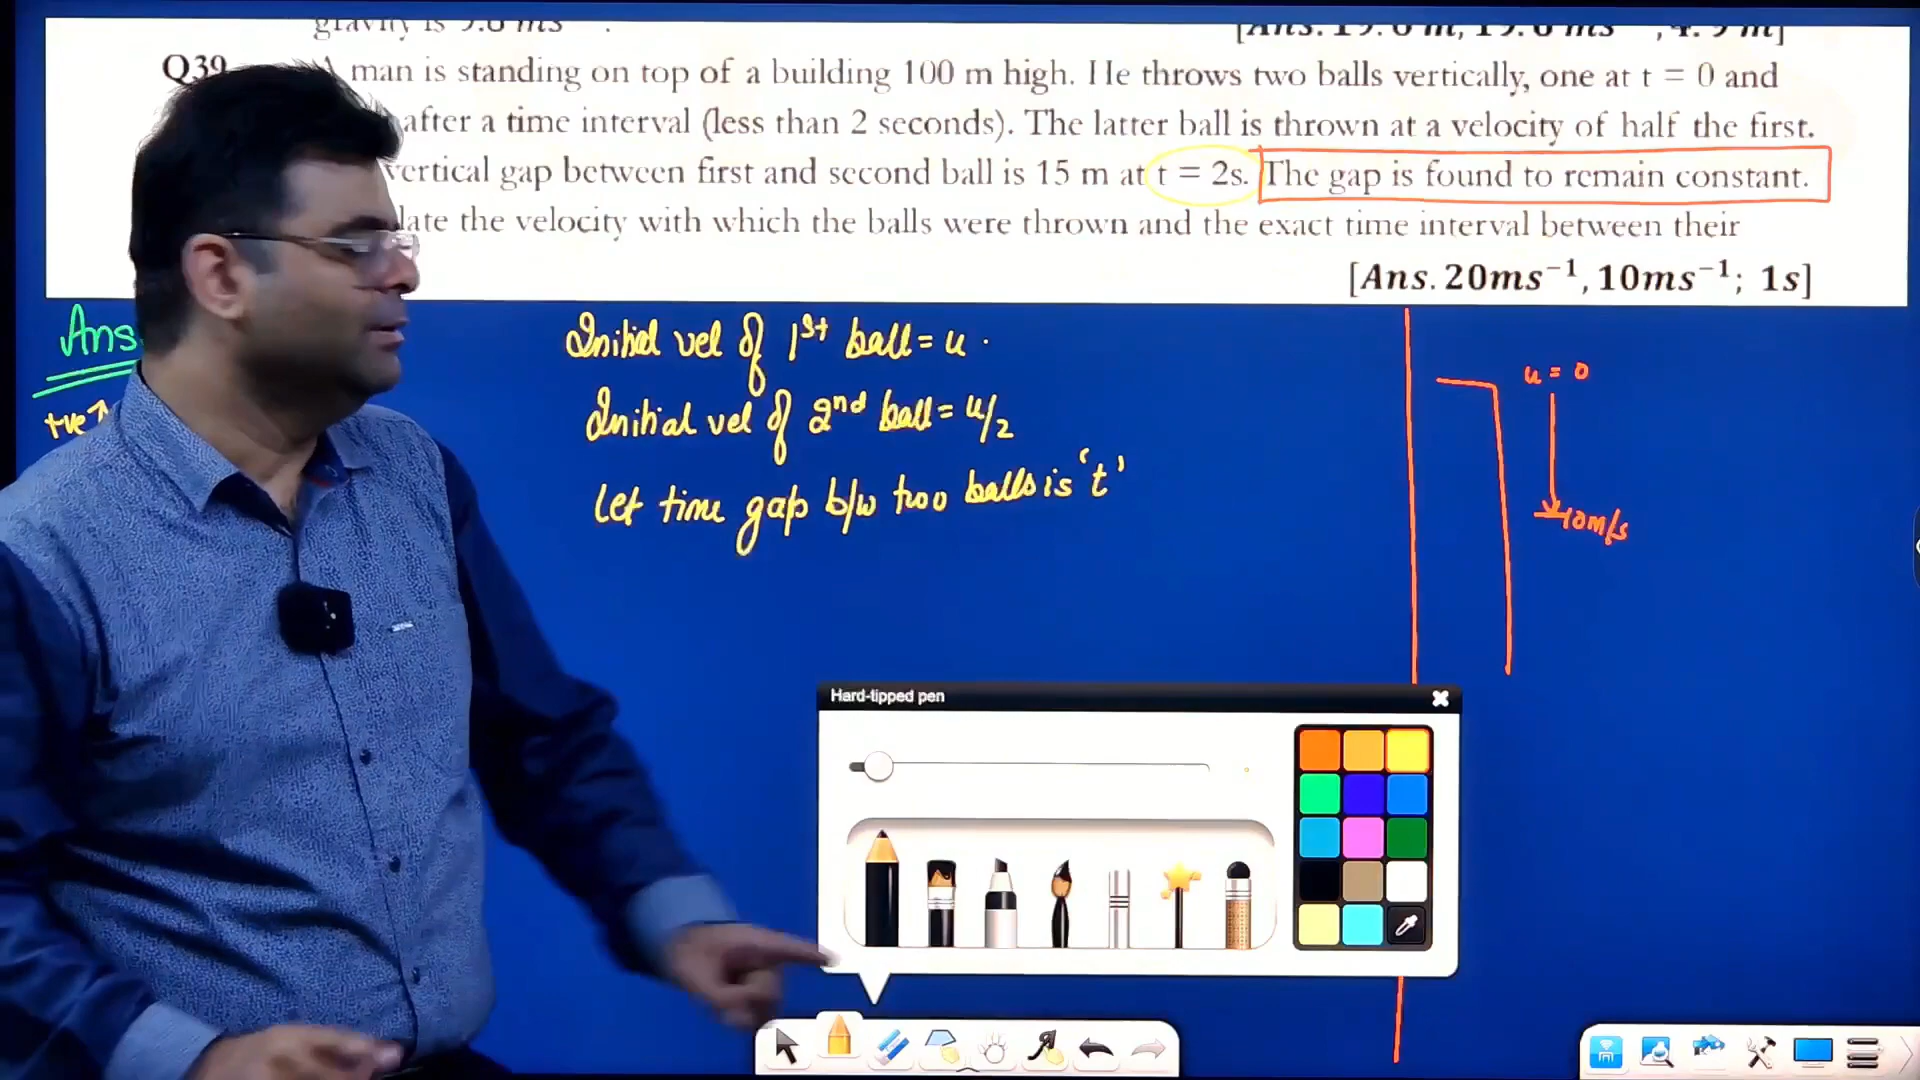 Q39 A man is standing on top of a building 100 m high. He throws two balls vertically, one at t = 0 and
after a time interval (less than 2 seconds). The latter ball is thrown at a velocity of half the first.
vertical gap between first and second ball is 15 m at t = 2s. The gap is found to remain constant.
late the velocity with which the balls were thrown and the exact time interval between their
[Ans. 20ms⁻¹, 10ms⁻¹; 1s]
Ans.
+ve ↑
Initial vel of 1st ball = u.
Initial vel of 2nd ball = u/2
Let time gap b/w two balls is 't'
u = 0
10m/s
Hard-tipped pen